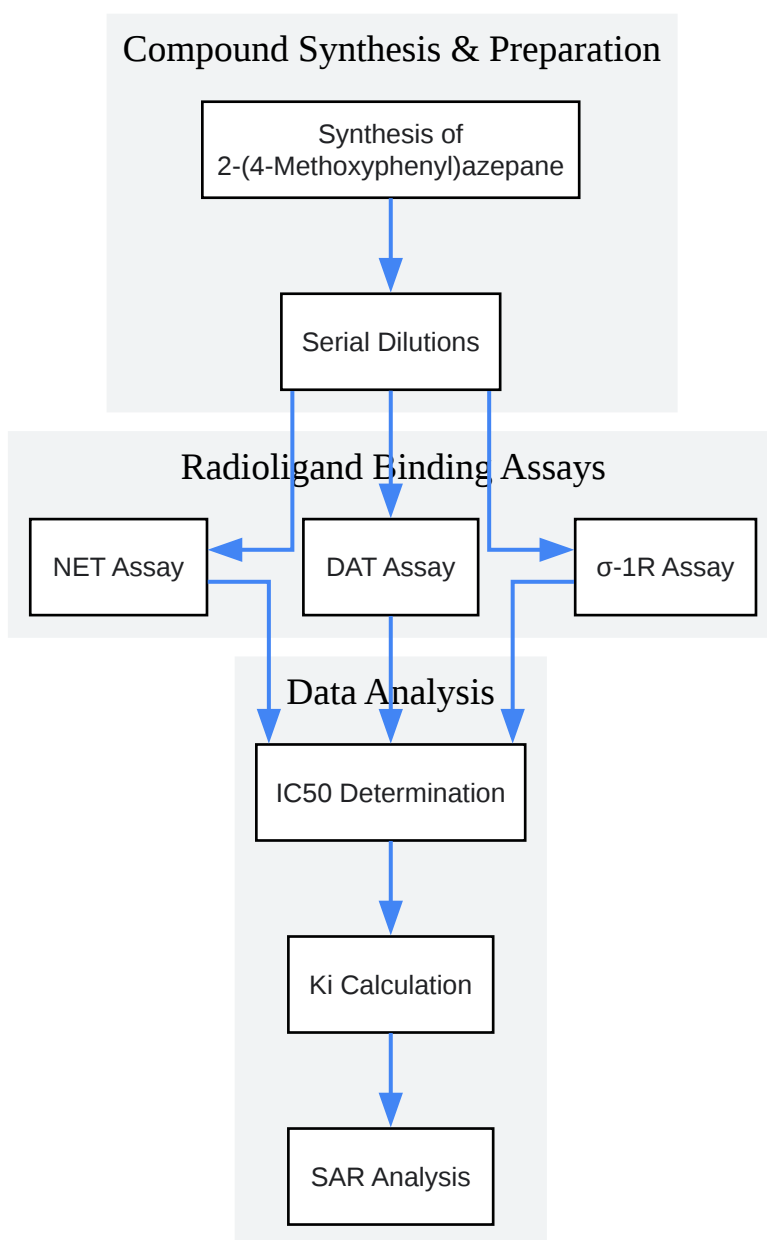 Compound Synthesis & Preparation
Synthesis of
2-(4-Methoxyphenyl)azepane
Serial Dilutions
Radioligand Binding Assays
NET Assay
DAT Assay
σ-1R Assay
Data Analysis
IC50 Determination
Ki Calculation
SAR Analysis